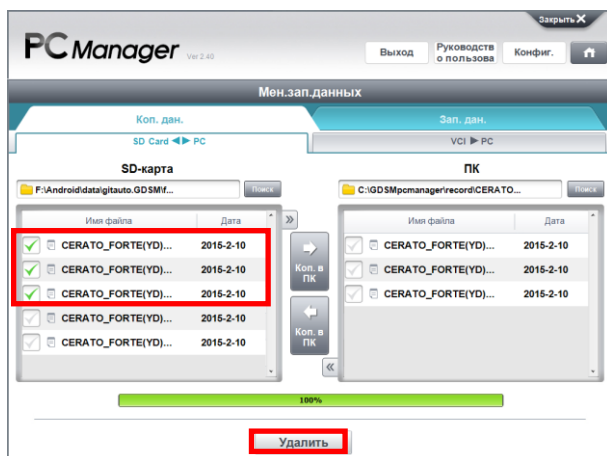 Закрыть X
PC Manager Ver 2.40
Выход
Руководств
о пользова
Конфиг.
Мен.зап.данных
Коп. дан.
Зап. дан.
SD Card ◀▶ PC
VCI ▶ PC
SD-карта
ПК
F:\Android\data\gitauto.GDSM\f...
Поиск
C:\GDSMpcmanager\record\CERATO...
Поиск
Имя файла Дата
Имя файла Дата
CERATO_FORTE(YD)... 2015-2-10
CERATO_FORTE(YD)... 2015-2-10
CERATO_FORTE(YD)... 2015-2-10
CERATO_FORTE(YD)... 2015-2-10
CERATO_FORTE(YD)... 2015-2-10
Коп. в
ПК
Коп. в
ПК
CERATO_FORTE(YD)... 2015-2-10
CERATO_FORTE(YD)... 2015-2-10
CERATO_FORTE(YD)... 2015-2-10
100%
Удалить